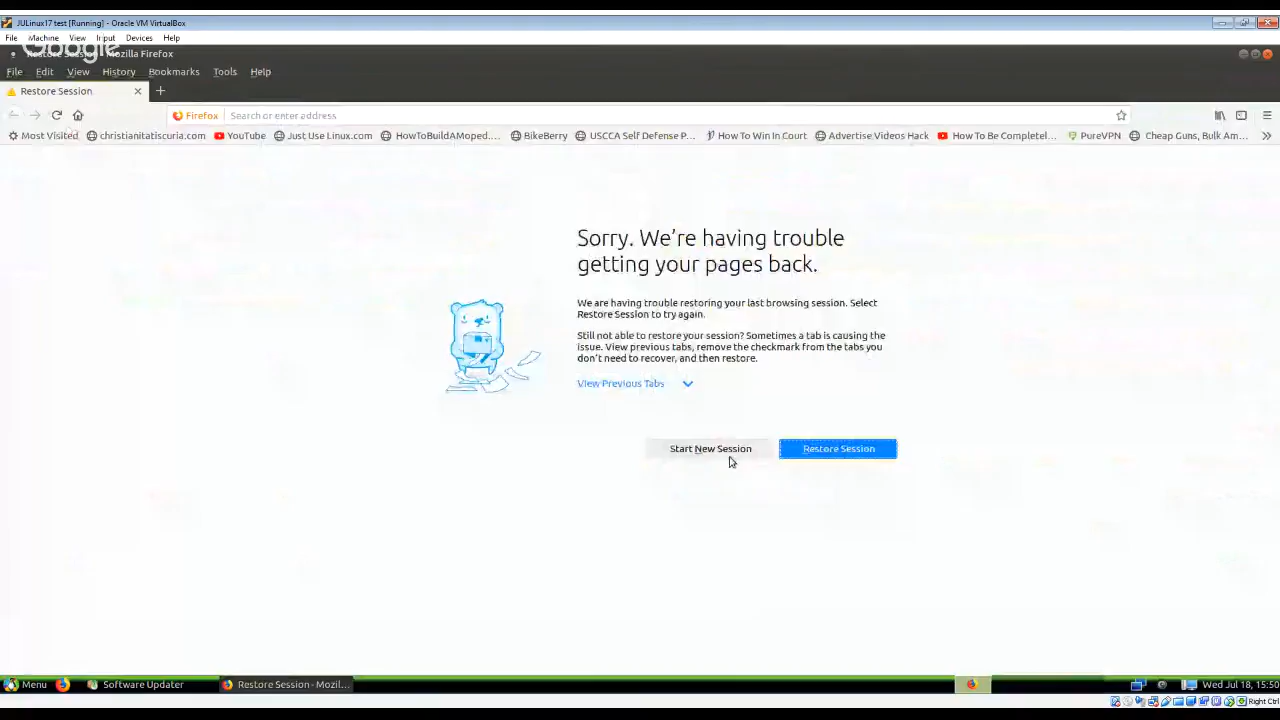 JULinux17 test [Running] - Oracle VM VirtualBox
File Machine View Input Devices Help
Google
Restore Session - Mozilla Firefox
File Edit View History Bookmarks Tools Help
Restore Session
Firefox Search or enter address
Most Visited christianitatiscuria.com YouTube Just Use Linux.com HowToBuildAMoped.... BikeBerry USCCA Self Defense P... How To Win In Court Advertise Videos Hack How To Be Completel... PureVPN Cheap Guns, Bulk Am...
Sorry. We're having trouble
getting your pages back.
We are having trouble restoring your last browsing session. Select
Restore Session to try again.
Still not able to restore your session? Sometimes a tab is causing the
issue. View previous tabs, remove the checkmark from the tabs you
don't need to recover, and then restore.
View Previous Tabs
Start New Session Restore Session
Menu Software Updater Restore Session - Mozil... Wed Jul 18, 15:50
Right Ctrl